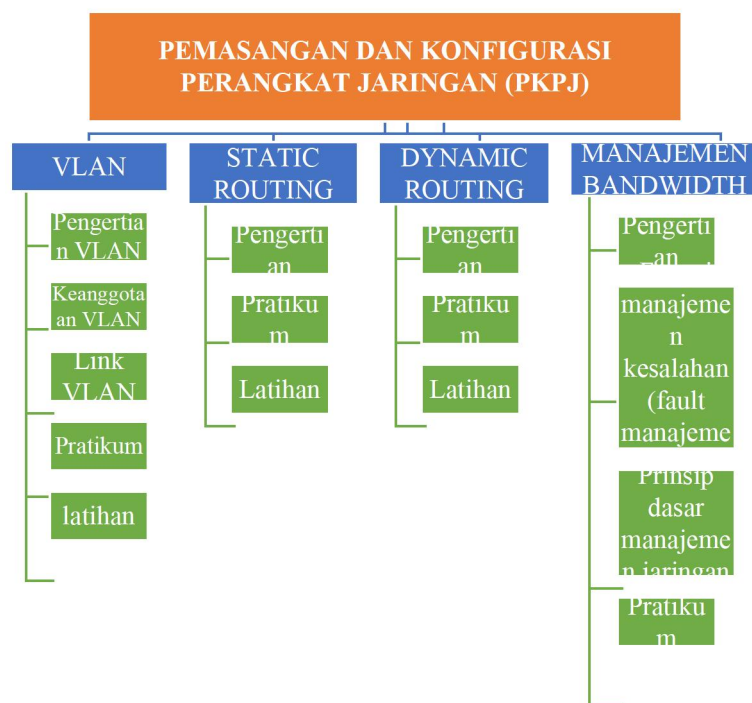 PEMASANGAN DAN KONFIGURASI
PERANGKAT JARINGAN (PKPJ)
VLAN
Pengertia
n VLAN
Keanggota
an VLAN
Link
VLAN
Pratikum
latihan
STATIC
ROUTING
Pengerti
an
Pratiku
m
Latihan
DYNAMIC
ROUTING
Pengerti
an
Pratiku
m
Latihan
MANAJEMEN
BANDWIDTH
Pengerti
an
manajeme
n
kesalahan
(fault
manajeme
Prinsip
dasar
manajeme
n jaringan
Pratiku
m